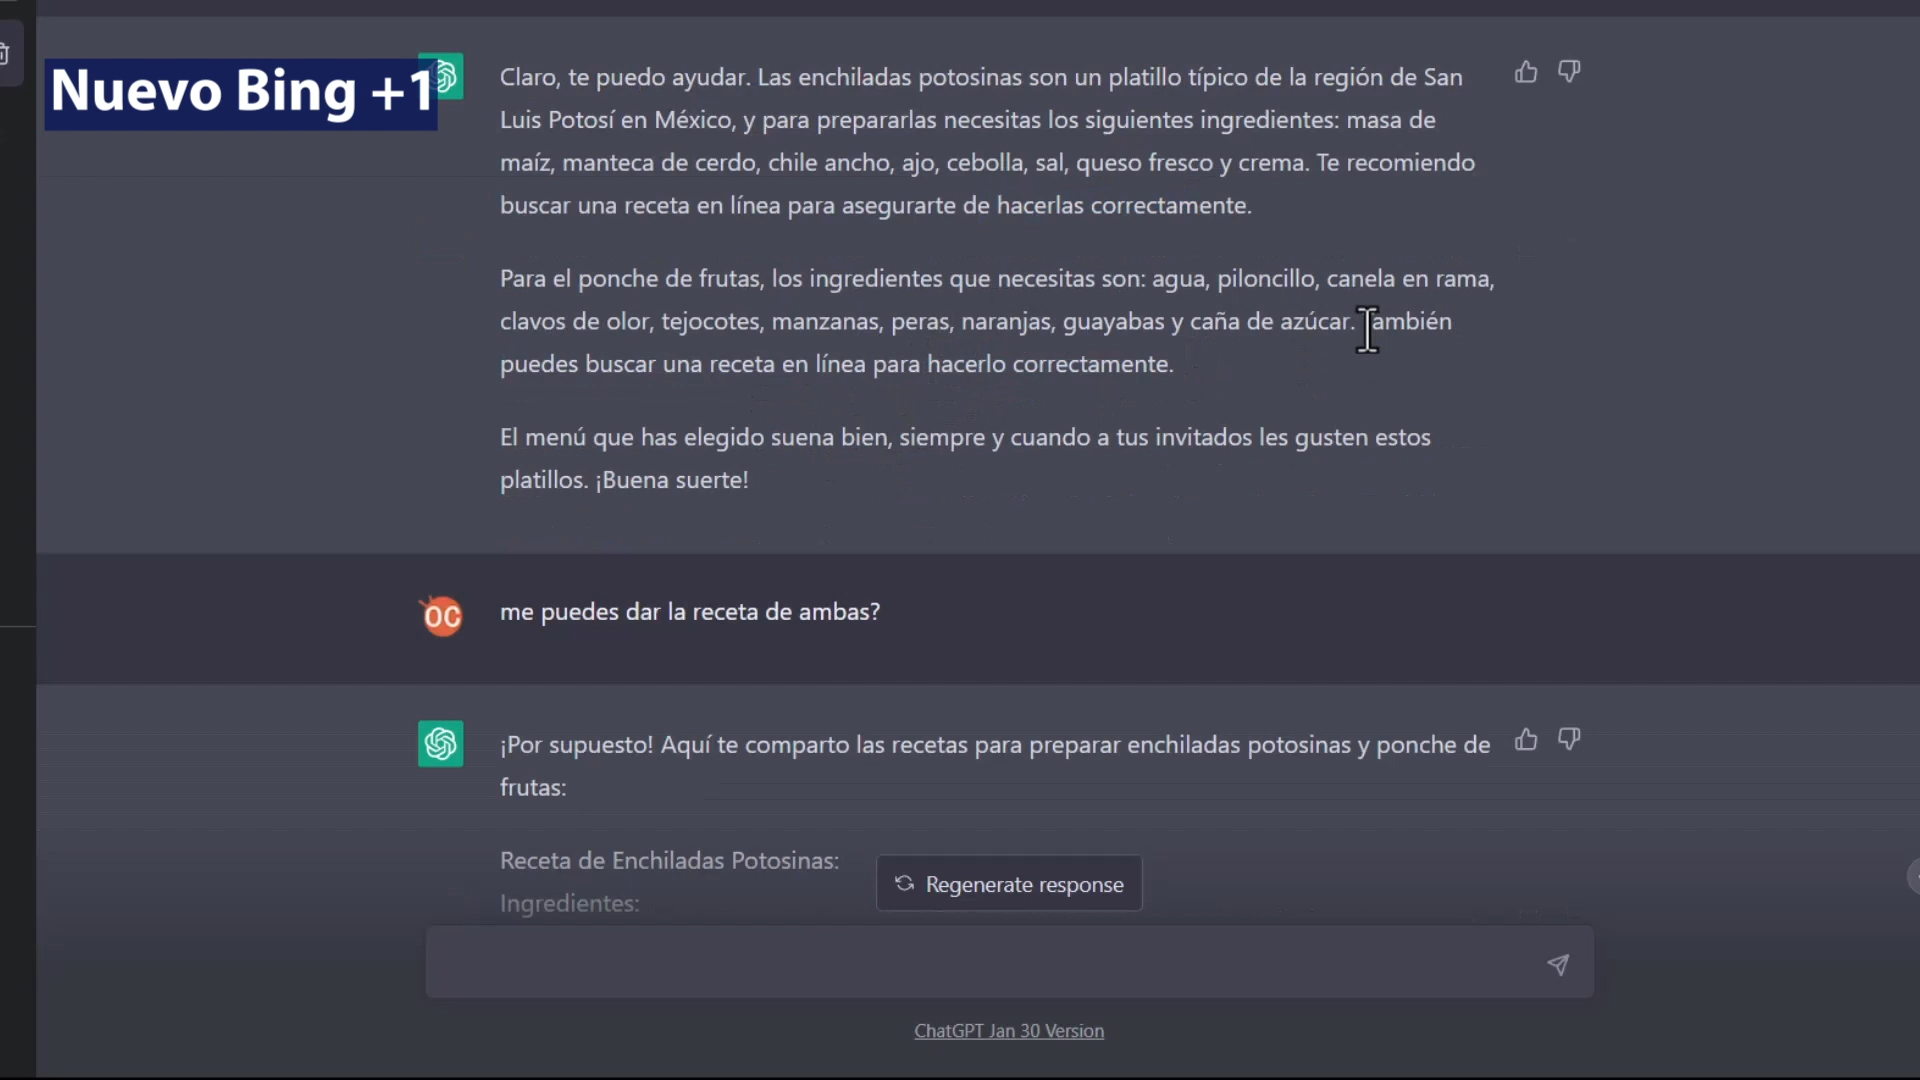 Nuevo Bing +1
Claro, te puedo ayudar. Las enchiladas potosinas son un platillo típico de la región de San
Luis Potosí en México, y para prepararlas necesitas los siguientes ingredientes: masa de
maíz, manteca de cerdo, chile ancho, ajo, cebolla, sal, queso fresco y crema. Te recomiendo
buscar una receta en línea para asegurarte de hacerlas correctamente.
Para el ponche de frutas, los ingredientes que necesitas son: agua, piloncillo, canela en rama,
clavos de olor, tejocotes, manzanas, peras, naranjas, guayabas y caña de azúcar. También
puedes buscar una receta en línea para hacerlo correctamente.
El menú que has elegido suena bien, siempre y cuando a tus invitados les gusten estos
platillos. ¡Buena suerte!
OC
me puedes dar la receta de ambas?
¡Por supuesto! Aquí te comparto las recetas para preparar enchiladas potosinas y ponche de
frutas:
Receta de Enchiladas Potosinas:
Ingredientes:
Regenerate response
ChatGPT Jan 30 Version